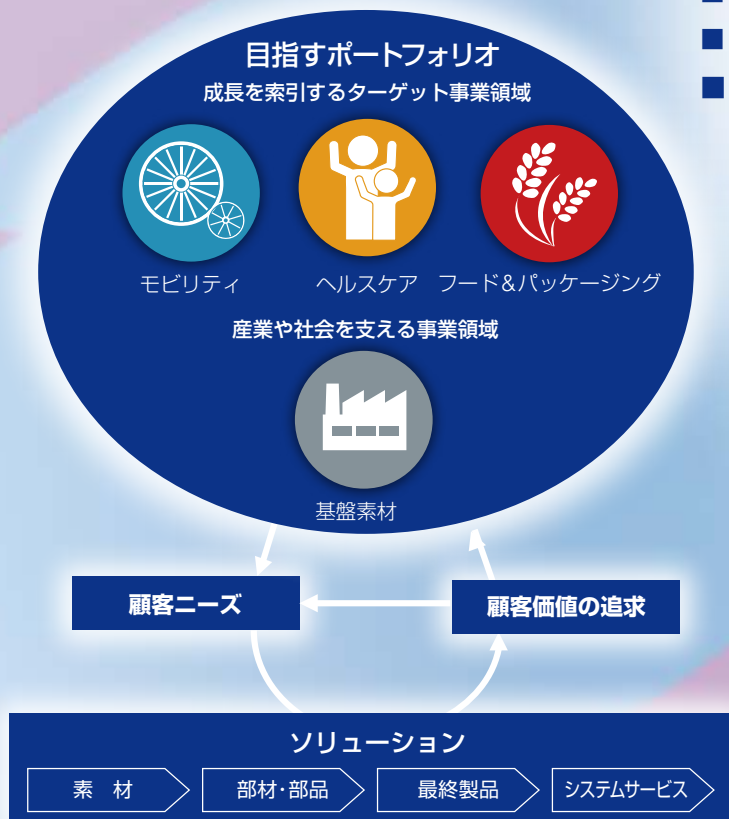 目指すポートフォリオ
成長を索引するターゲット事業領域
モビリティ
ヘルスケア
フード&パッケージング
産業や社会を支える事業領域
基盤素材
顧客ニーズ
顧客価値の追求
ソリューション
素 材
部材・部品
最終製品
システムサービス